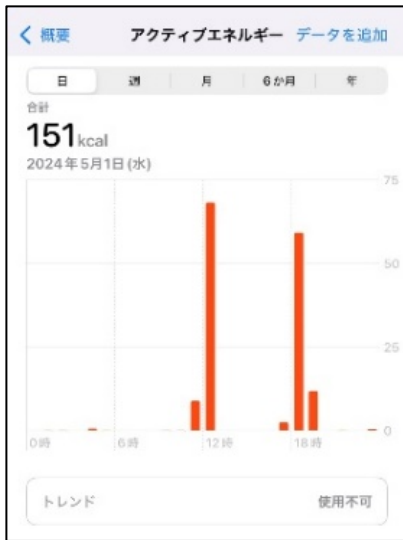 概要 アクティブエネルギー データを追加
日 週 月 6か月 年
合計
151kcal
2024年5月1日(水)
75
50
25
0
0時 6時 12時 18時
トレンド 使用不可